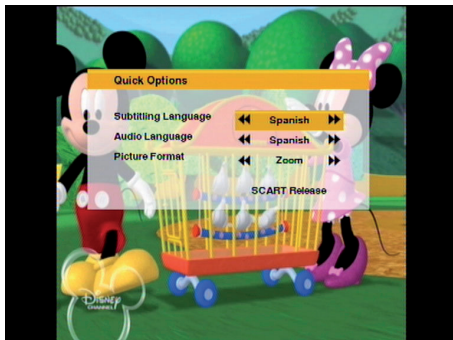 Quick Options
Subtitling Language Spanish
Audio Language Spanish
Picture Format Zoom
SCART Release
Disney
CHANNEL